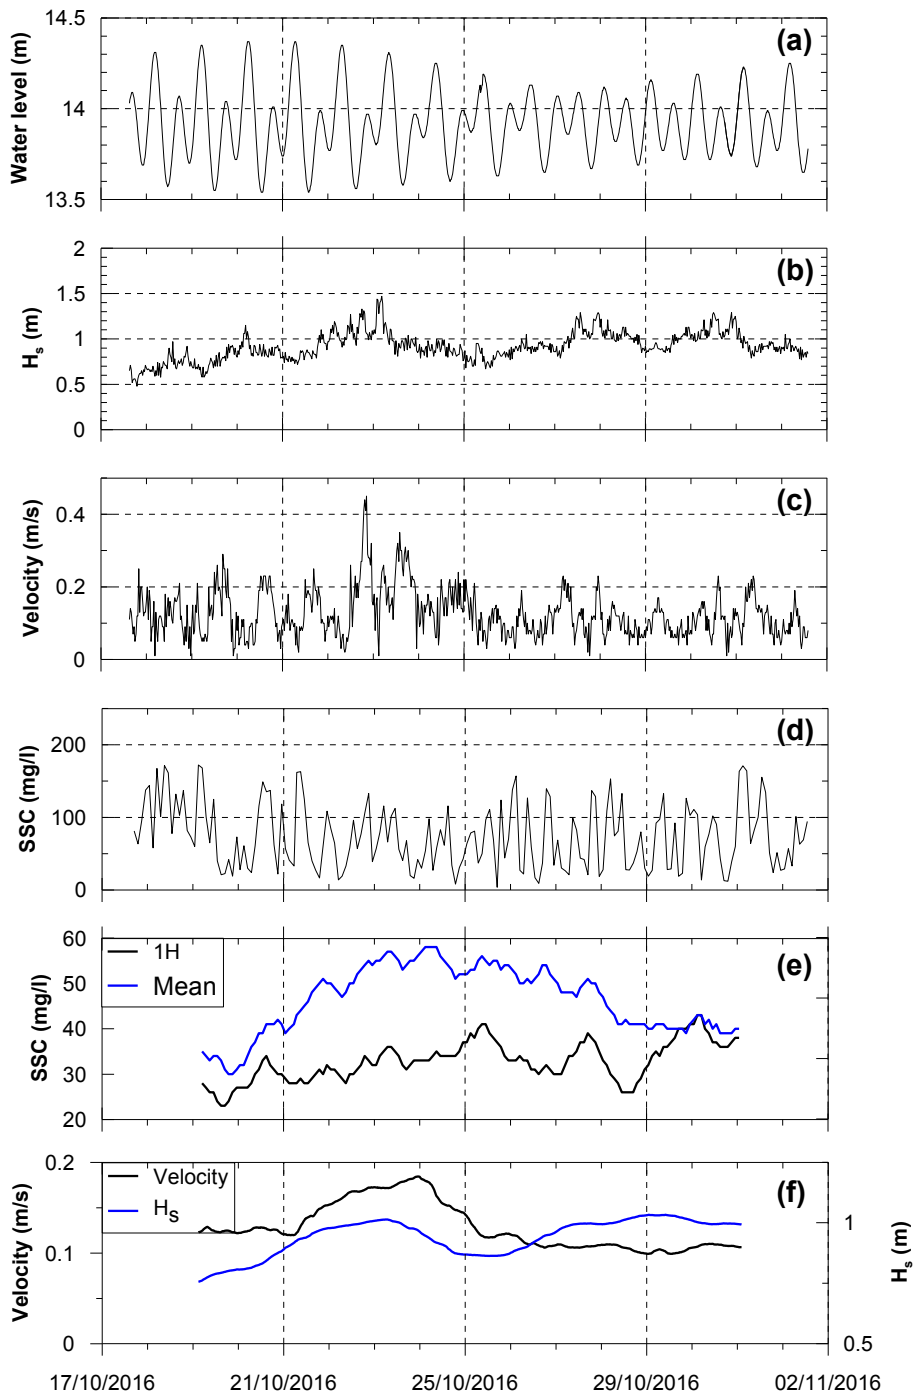 14.5
(a)
14
13.5
Water level (m)
2
(b)
1.5
1
0.5
0
Hs (m)
(c)
0.4
0.2
0
Velocity (m/s)
(d)
200
100
0
SSC (mg/l)
60
1H
(e)
Mean
50
40
30
20
SSC (mg/l)
0.2
Velocity
(f)
Hs
1
0.1
0
0.5
Velocity (m/s)
Hs (m)
17/10/2016 21/10/2016 25/10/2016 29/10/2016 02/11/2016